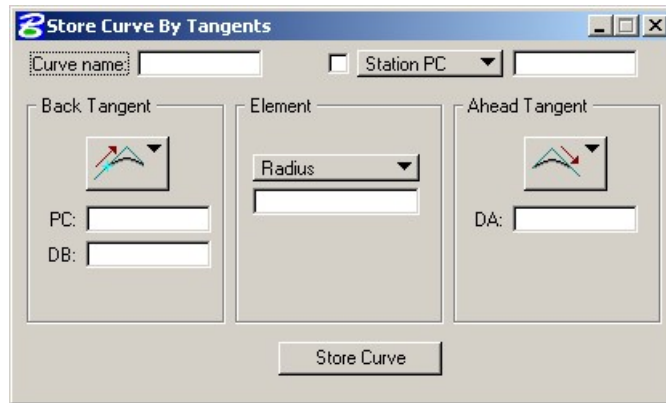 Store Curve By Tangents
Curve name: Station PC
Back Tangent Element Ahead Tangent
Radius
PC: DA:
DB:
Store Curve